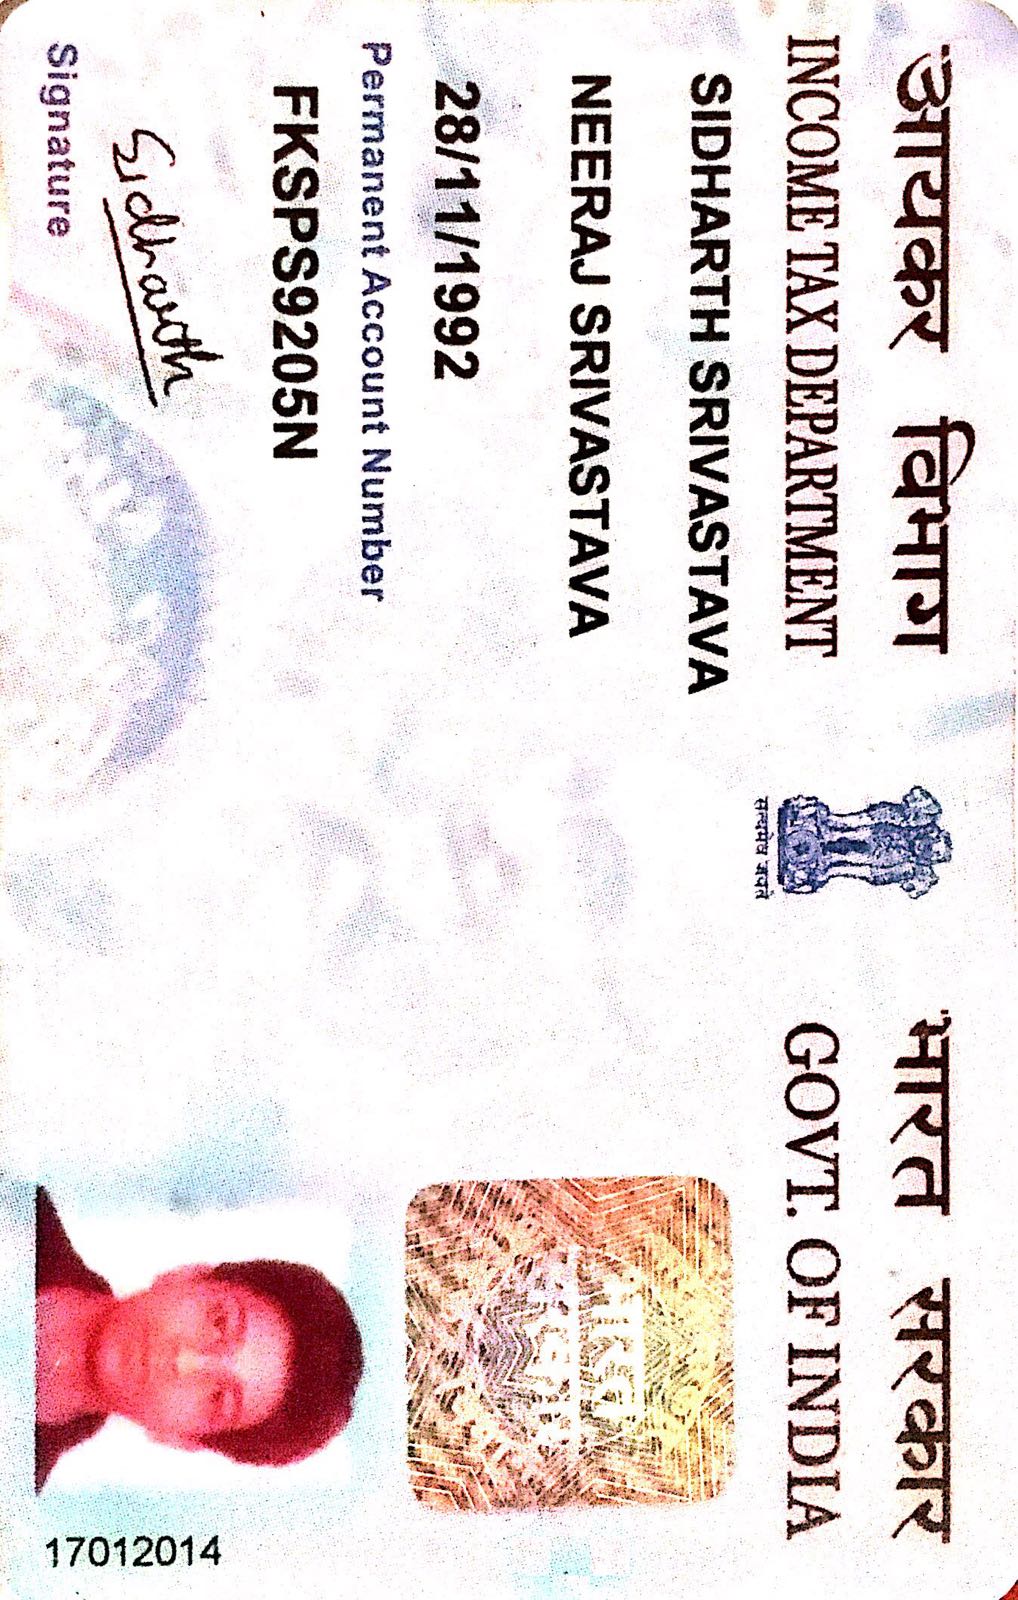 आयकर विभाग
INCOME TAX DEPARTMENT
सत्यमेव जयते
भारत सरकार
GOVT. OF INDIA
SIDHARTH SRIVASTAVA
NEERAJ SRIVASTAVA
28/11/1992
Permanent Account Number
FKSPS9205N
Sidharth
Signature
भारत
17012014